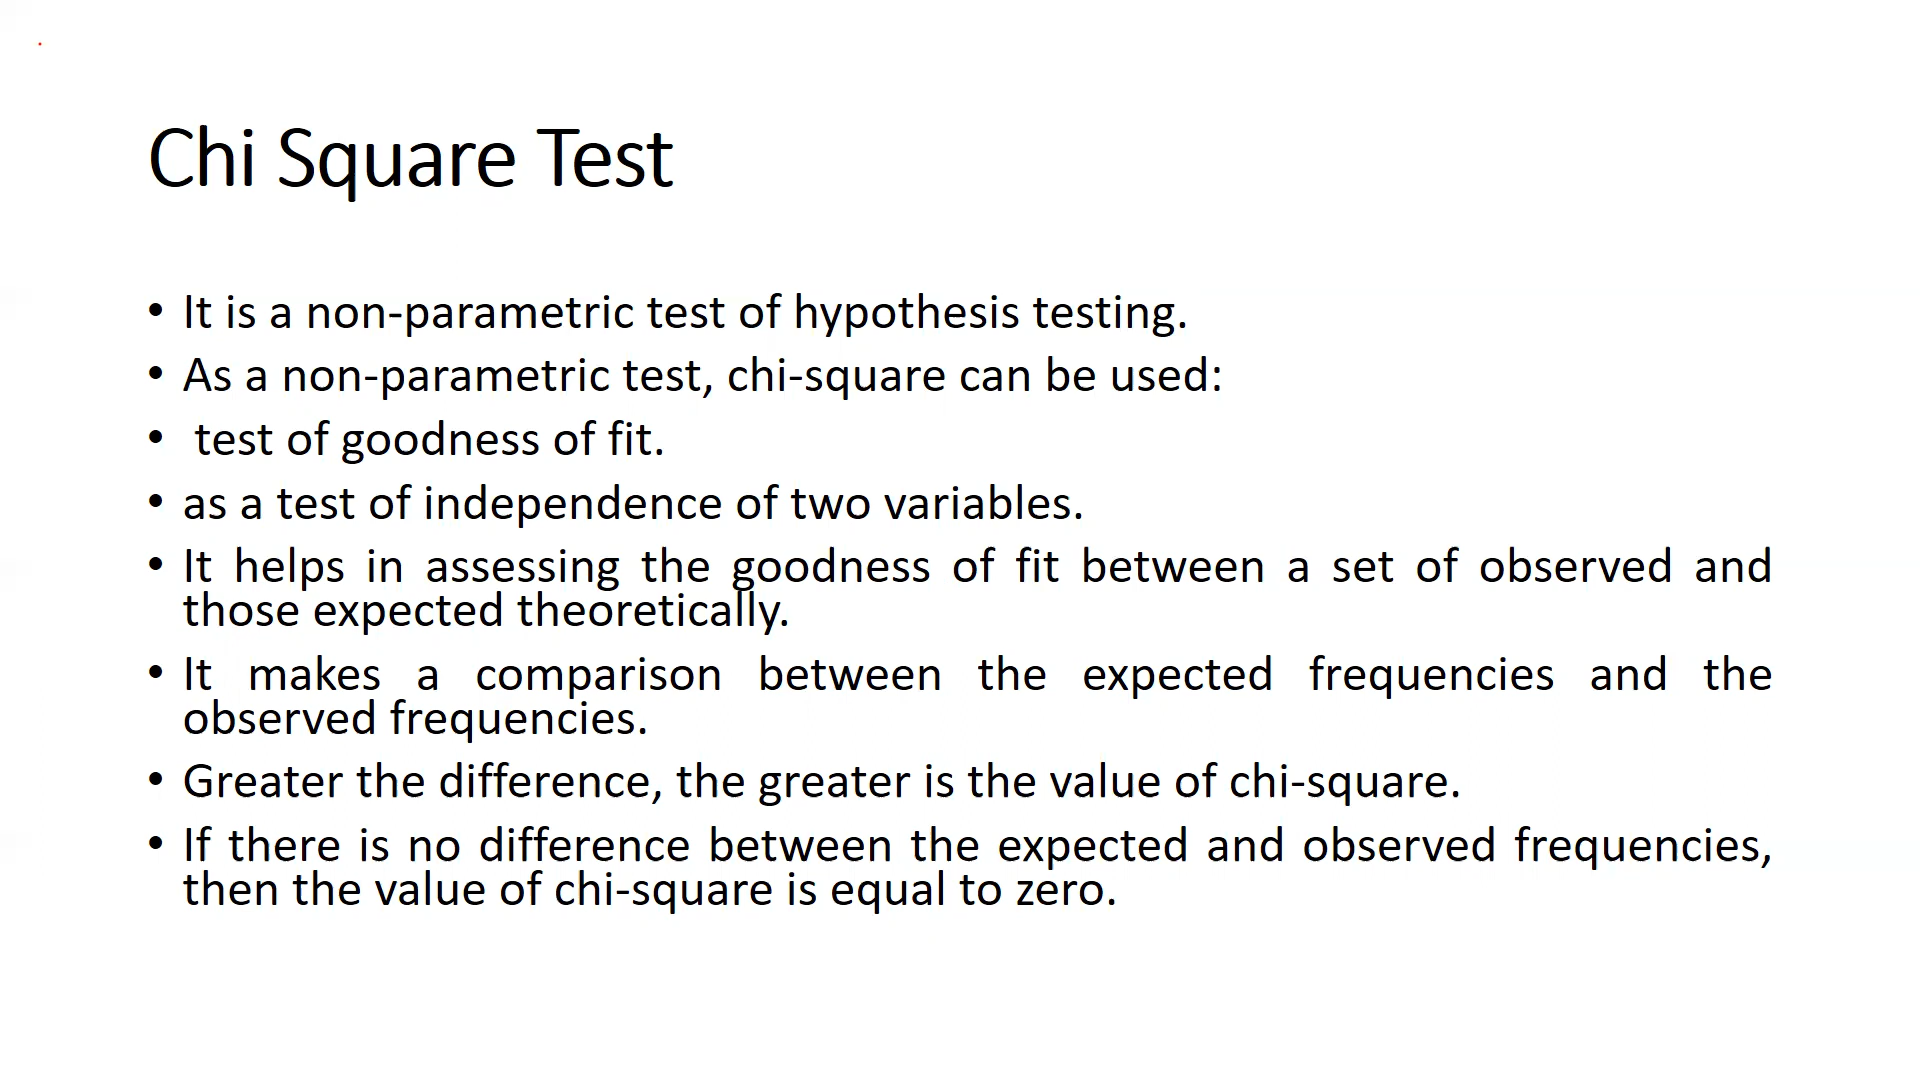 Chi Square Test
• It is a non-parametric test of hypothesis testing.
• As a non-parametric test, chi-square can be used:
• test of goodness of fit.
• as a test of independence of two variables.
• It helps in assessing the goodness of fit between a set of observed and
those expected theoretically.
• It makes a comparison between the expected frequencies and the
observed frequencies.
• Greater the difference, the greater is the value of chi-square.
• If there is no difference between the expected and observed frequencies,
then the value of chi-square is equal to zero.